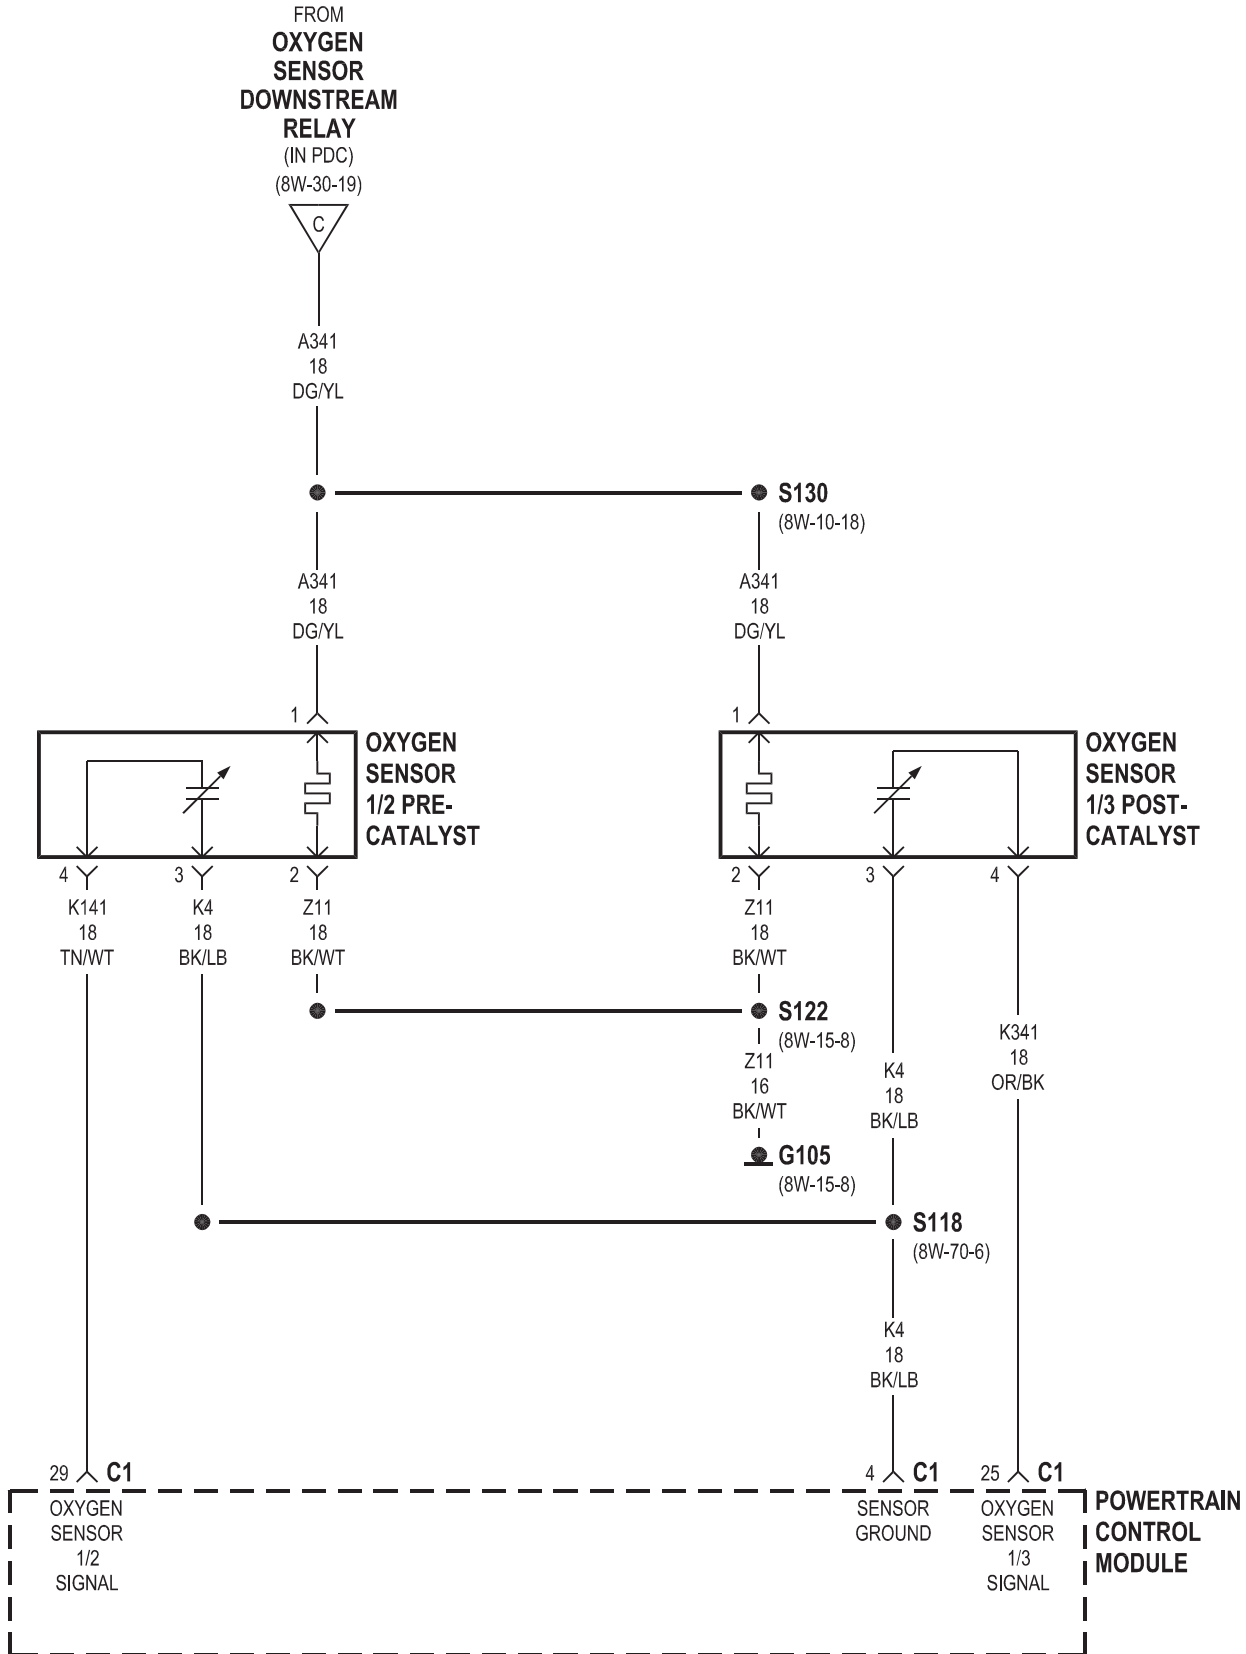 FROM
OXYGEN
SENSOR
DOWNSTREAM
RELAY
(IN PDC)
(8W-30-19)
C
A341
18
DG/YL
S130
(8W-10-18)
A341
18
DG/YL
A341
18
DG/YL
1
1
OXYGEN
SENSOR
1/2 PRE-
CATALYST
OXYGEN
SENSOR
1/3 POST-
CATALYST
4
3
2
2
3
4
K141
18
TN/WT
K4
18
BK/LB
Z11
18
BK/WT
Z11
18
BK/WT
S122
(8W-15-8)
Z11
16
BK/WT
K341
18
OR/BK
K4
18
BK/LB
G105
(8W-15-8)
S118
(8W-70-6)
K4
18
BK/LB
29
C1
4
C1
25
C1
OXYGEN
SENSOR
1/2
SIGNAL
SENSOR
GROUND
OXYGEN
SENSOR
1/3
SIGNAL
POWERTRAIN
CONTROL
MODULE